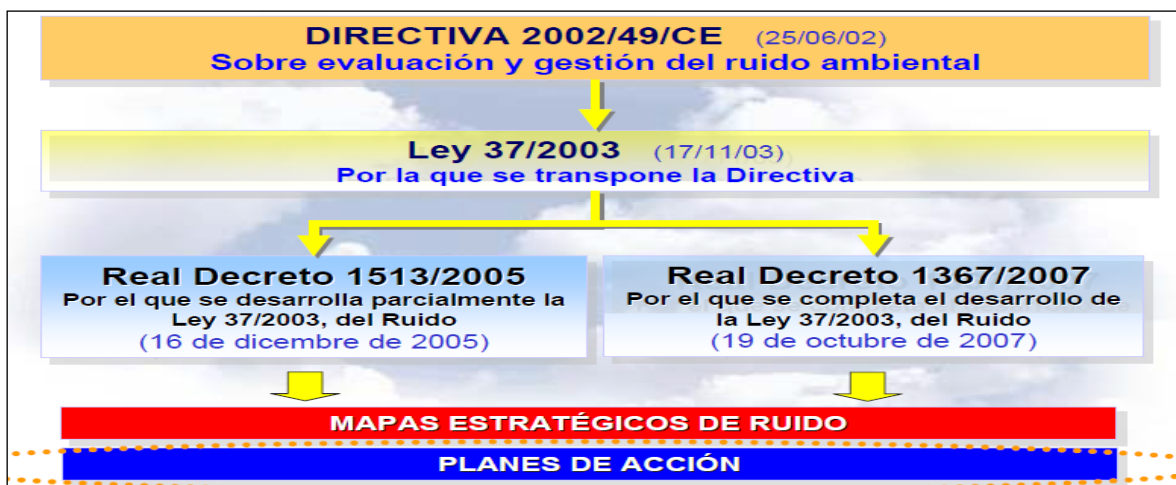 DIRECTIVA 2002/49/CE (25/06/02)
Sobre evaluación y gestión del ruido ambiental
Ley 37/2003 (17/11/03)
Por la que se transpone la Directiva
Real Decreto 1513/2005
Por el que se desarrolla parcialmente la
Ley 37/2003, del Ruido
(16 de diciembre de 2005)
Real Decreto 1367/2007
Por el que se completa el desarrollo de
la Ley 37/2003, del Ruido
(19 de octubre de 2007)
MAPAS ESTRATÉGICOS DE RUIDO
PLANES DE ACCIÓN